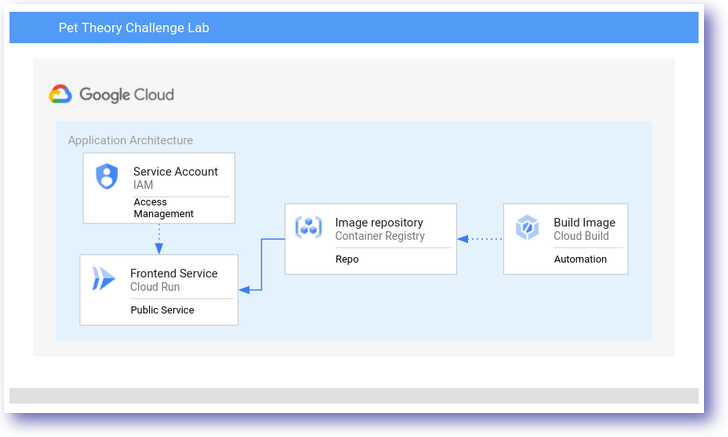 Pet Theory Challenge Lab
Google Cloud
Application Architecture
Service Account
IAM
Access
Management
Frontend Service
Cloud Run
Public Service
Image repository
Container Registry
Repo
Build Image
Cloud Build
Automation